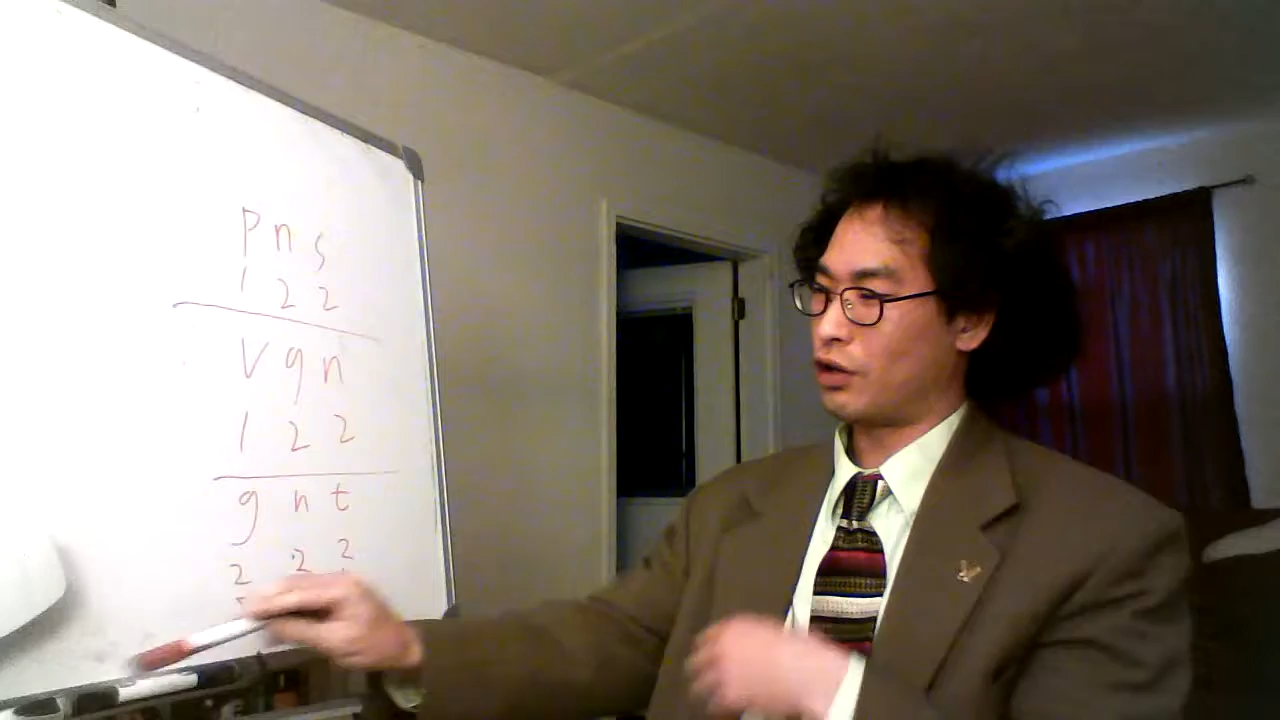 p n s
1 2 2
v g n
1 2 2
g n t
2 2 2